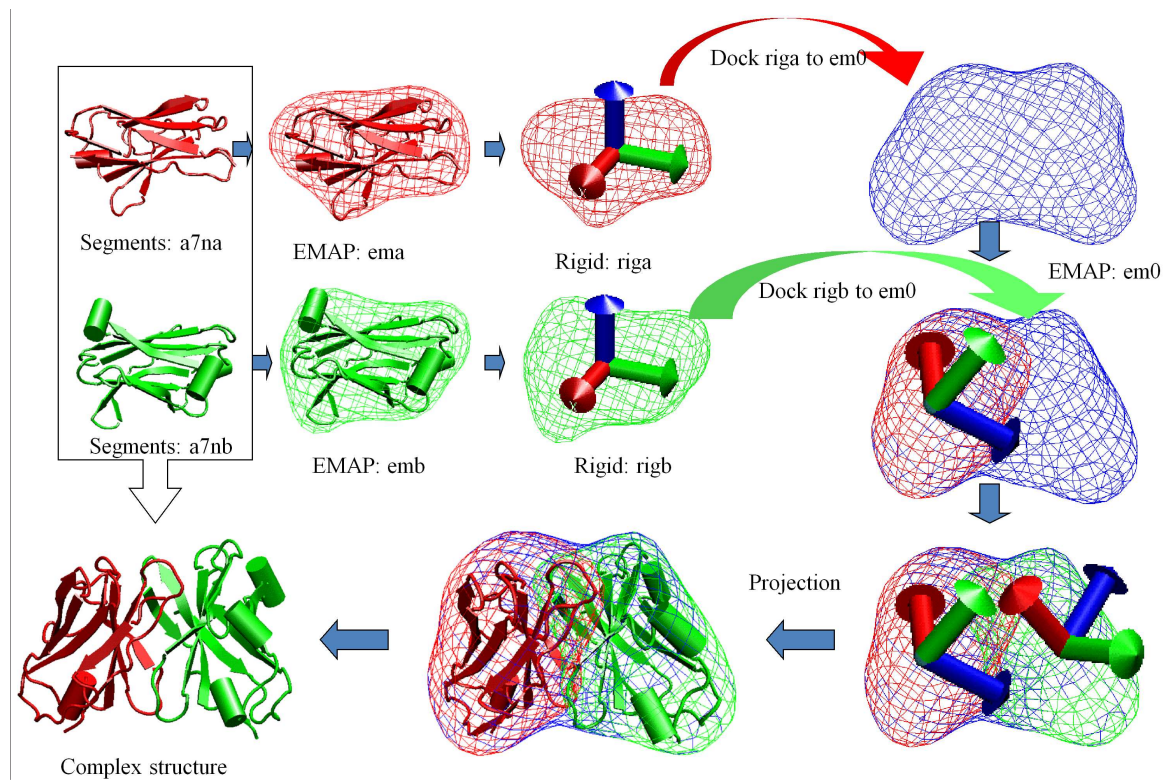 Dock riga to em0
Segments: a7na
EMAP: ema
Rigid: riga
EMAP: em0
Dock rigb to em0
X
Segments: a7nb
EMAP: emb
Rigid: rigb
X
Projection
Complex structure